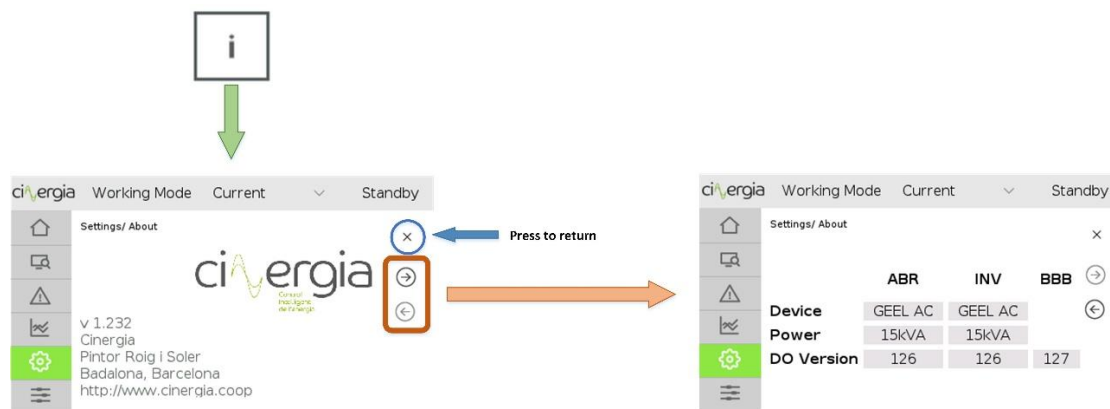 i
cinergia Working Mode Current Standby
Settings/ About
×
Press to return
cinergia
Control
Intel·ligent
de l'energia
v 1.232
Cinergia
Pintor Roig i Soler
Badalona, Barcelona
http://www.cinergia.coop
cinergia Working Mode Current Standby
Settings/ About
×
ABR INV BBB
Device GEEL AC GEEL AC
Power 15kVA 15kVA
DO Version 126 126 127